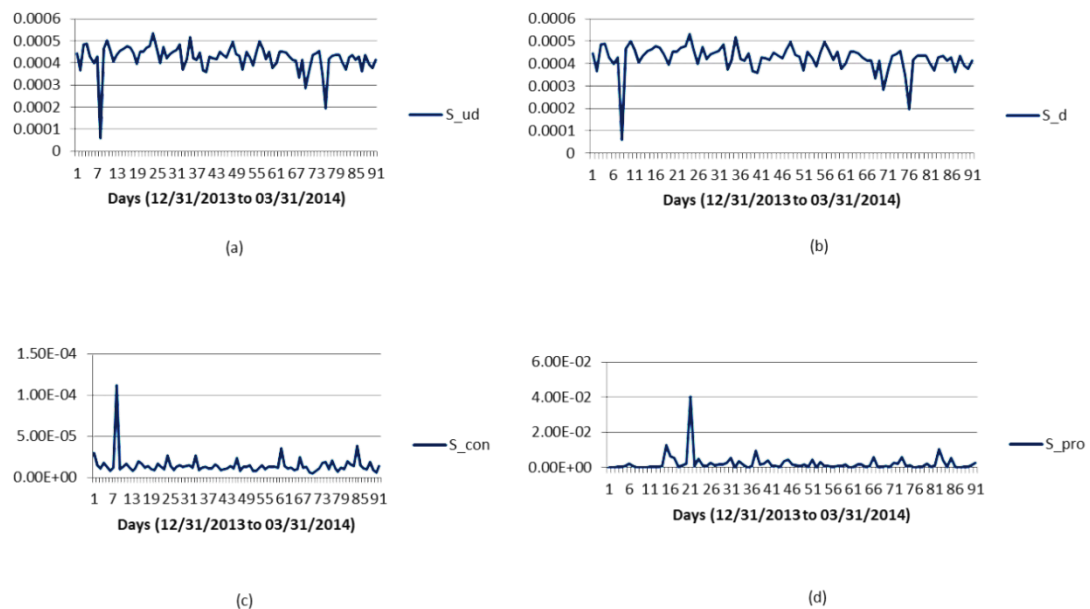 0.0006
0.0005
0.0004
0.0003
0.0002
0.0001
0
1 7 13 19 25 31 37 43 49 55 61 67 73 79 85 91
Days (12/31/2013 to 03/31/2014)
S_ud
(a)
0.0006
0.0005
0.0004
0.0003
0.0002
0.0001
0
1 6 11 16 21 26 31 36 41 46 51 56 61 66 71 76 81 86 91
Days (12/31/2013 to 03/31/2014)
S_d
(b)
1.50E-04
1.00E-04
5.00E-05
0.00E+00
1 7 13 19 25 31 37 43 49 55 61 67 73 79 85 91
Days (12/31/2013 to 03/31/2014)
S_con
(c)
6.00E-02
4.00E-02
2.00E-02
0.00E+00
1 6 11 16 21 26 31 36 41 46 51 56 61 66 71 76 81 86 91
Days (12/31/2013 to 03/31/2014)
S_pro
(d)